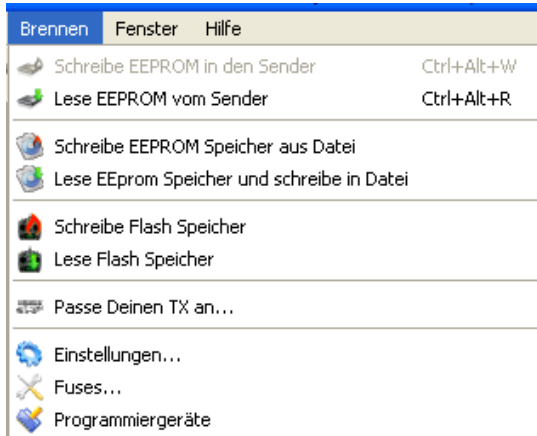 Brennen Fenster Hilfe
Schreibe EEPROM in den Sender Ctrl+Alt+W
Lese EEPROM vom Sender Ctrl+Alt+R
Schreibe EEPROM Speicher aus Datei
Lese EEprom Speicher und schreibe in Datei
Schreibe Flash Speicher
Lese Flash Speicher
Passe Deinen TX an...
Einstellungen...
Fuses...
Programmiergeräte